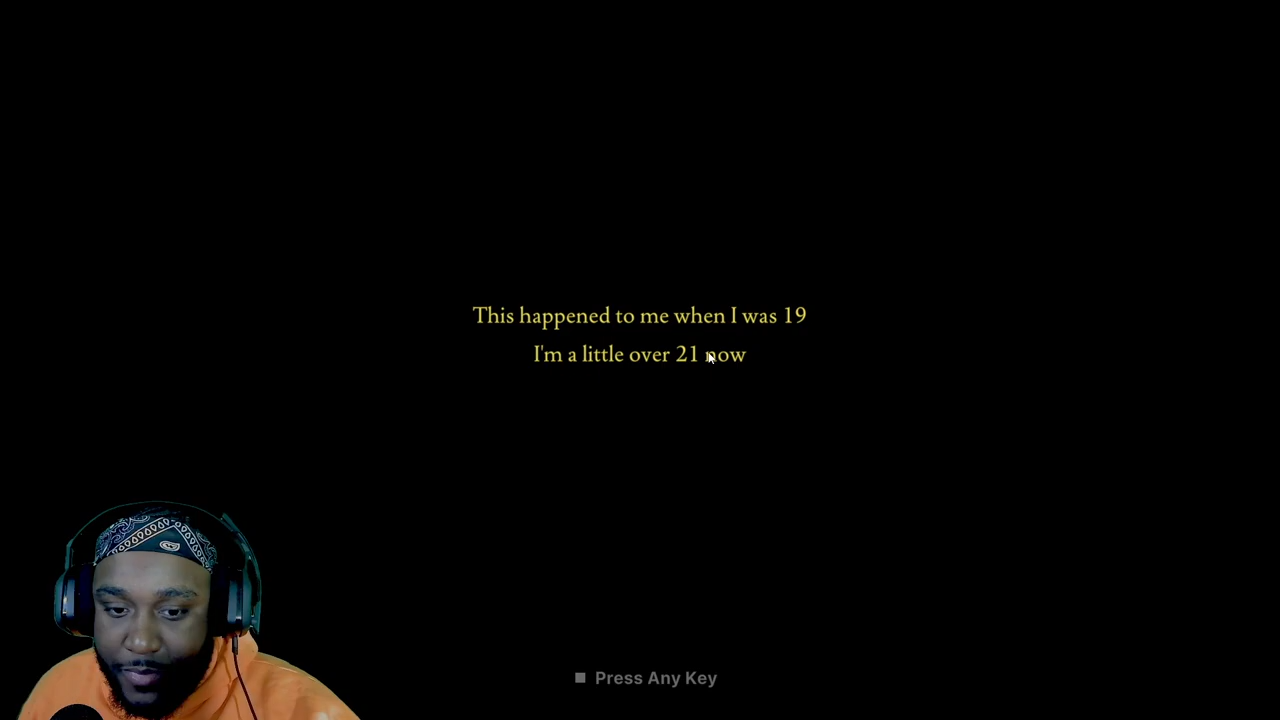 This happened to me when I was 19
I'm a little over 21 now
Press Any Key